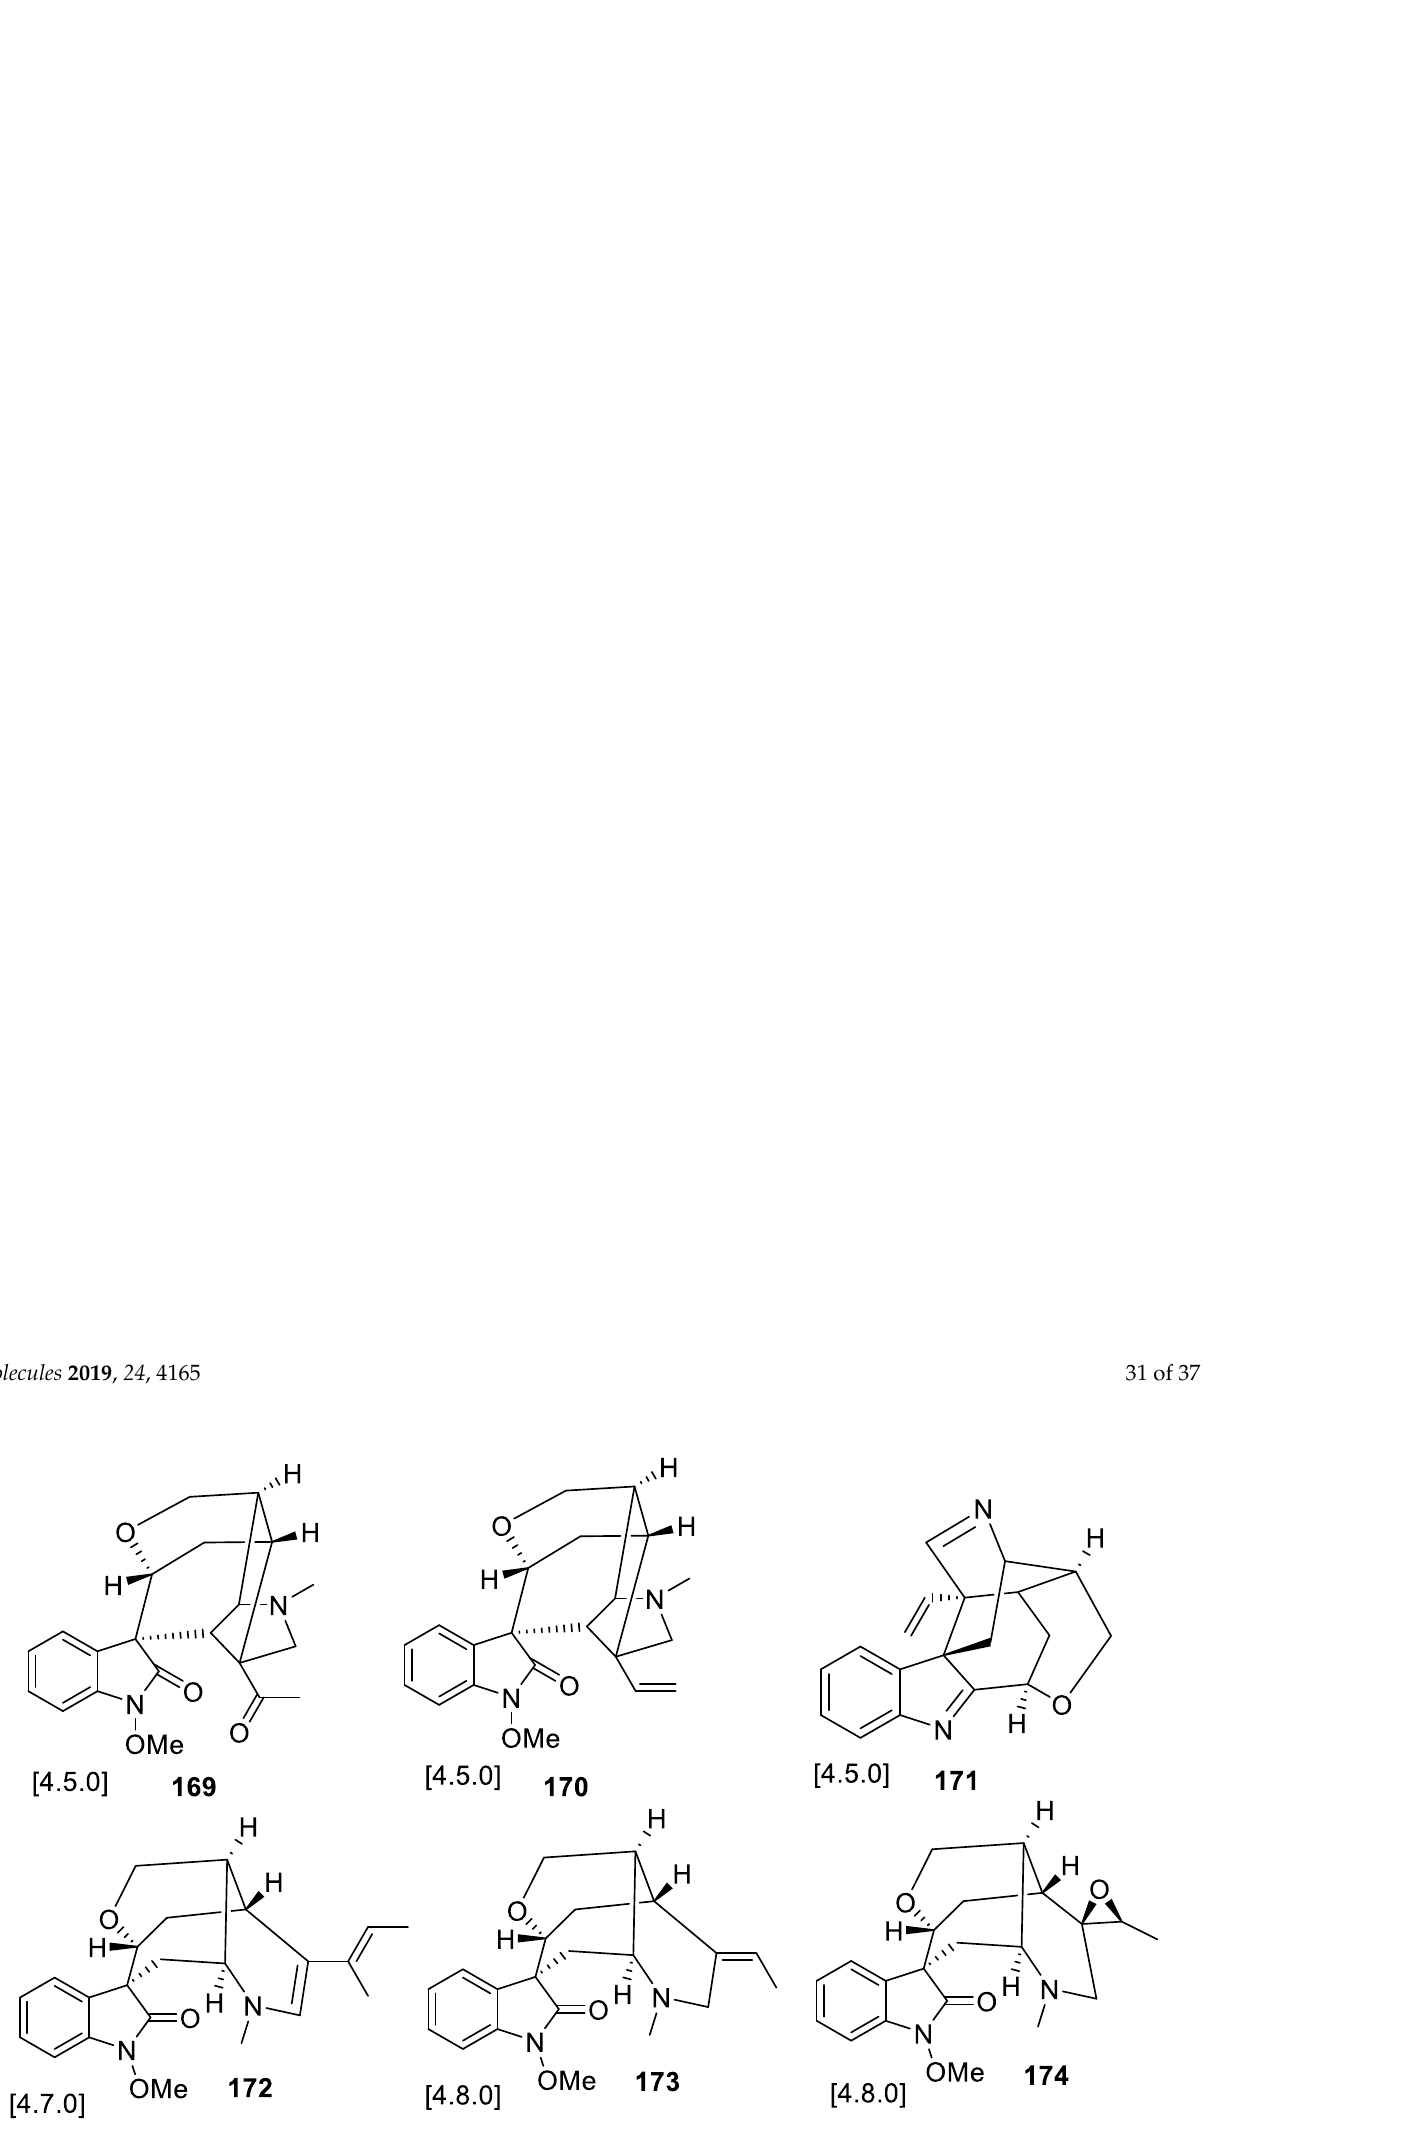 lecules 2019, 24, 4165 31 of 37
H H H
O H N H
H N H
N O N O O
O H
OMe OMe N
[4.5.0] 169 [4.5.0] 170 [4.5.0] 171
H H H
H H H O
O O O
H H H
H N O H N O H N O
N N N
OMe OMe OMe
[4.7.0] 172 [4.8.0] 173 [4.8.0] 174